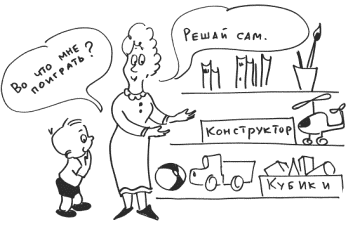 Во что мне
поиграть?
Решай сам.
Конструктор
Кубики